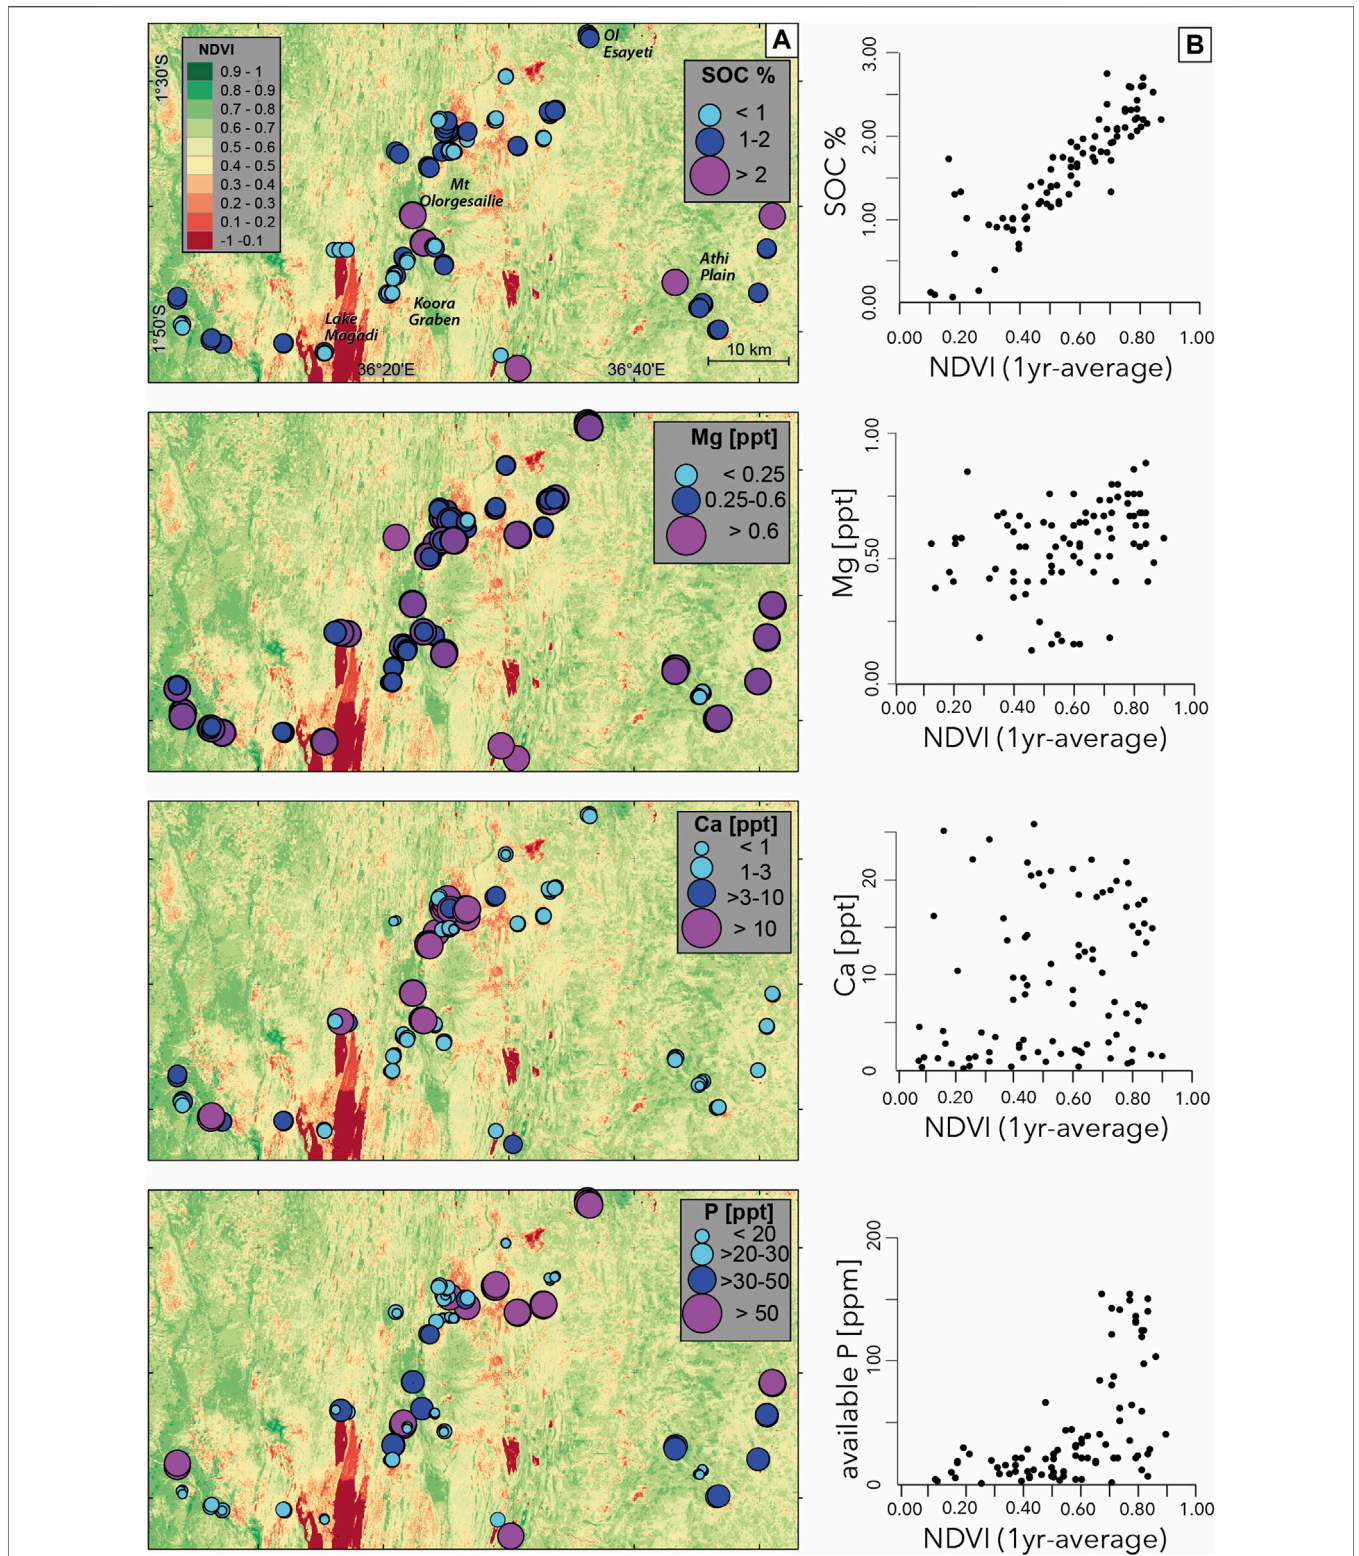 A
NDVI
0.9 - 1
0.8 - 0.9
0.7 - 0.8
0.6 - 0.7
0.5 - 0.6
0.4 - 0.5
0.3 - 0.4
0.2 - 0.3
0.1 - 0.2
-1 -0.1
1°30'S
1°50'S
Ol
Esayeti
SOC %
< 1
1-2
> 2
Mt
Olorgesailie
Athi
Plain
Koora
Graben
Lake
Magadi
10 km
36°20'E
36°40'E
B
SOC %
3.00
2.00
1.00
0.00
0.00 0.20 0.40 0.60 0.80 1.00
NDVI (1yr-average)
Mg [ppt]
< 0.25
0.25-0.6
> 0.6
Mg [ppt]
1.00
0.50
0.00
0.00 0.20 0.40 0.60 0.80 1.00
NDVI (1yr-average)
Ca [ppt]
< 1
1-3
>3-10
> 10
Ca [ppt]
20
10
0
0.00 0.20 0.40 0.60 0.80 1.00
NDVI (1yr-average)
P [ppt]
< 20
>20-30
>30-50
> 50
available P [ppm]
200
100
0
0.00 0.20 0.40 0.60 0.80 1.00
NDVI (1yr-average)